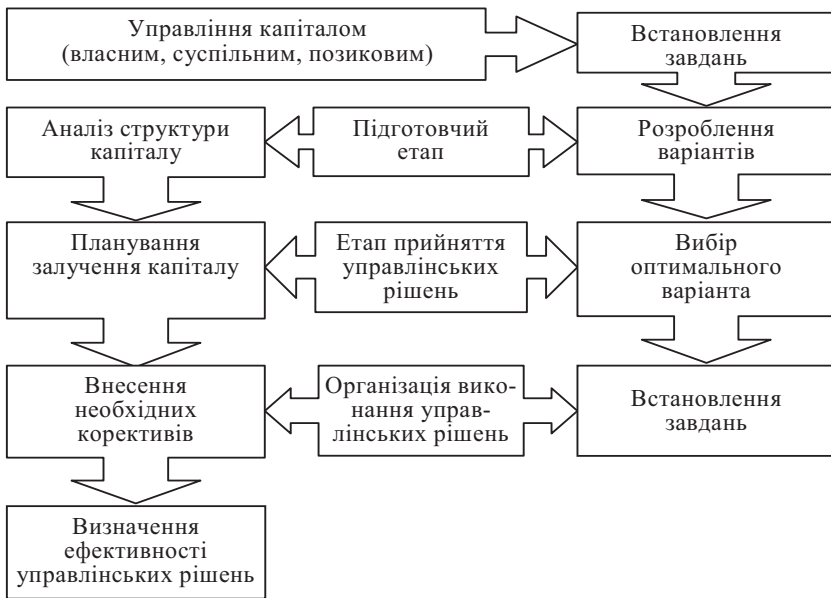 Управління капіталом
(власним, суспільним, позиковим)
Встановлення
завдань
Аналіз структури
капіталу
Підготовчий
етап
Розроблення
варіантів
Планування
залучення капіталу
Етап прийняття
управлінських
рішень
Вибір
оптимального
варіанта
Внесення
необхідних
корективів
Організація вико-
нання управ-
лінських рішень
Встановлення
завдань
Визначення
ефективності
управлінських рішень